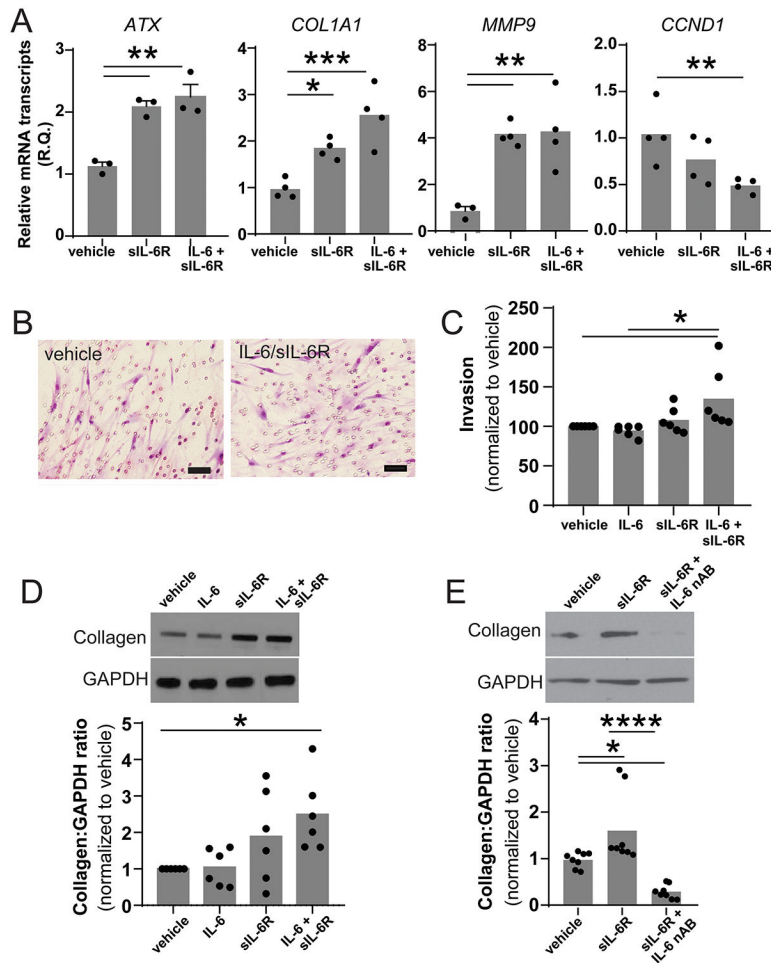 A
ATX
COL1A1
MMP9
CCND1
Relative mRNA transcripts
(R.Q.)
3
2
1
0
**
vehicle
sIL-6R
IL-6 +
sIL-6R
4
3
2
1
0
***
*
vehicle
sIL-6R
IL-6 +
sIL-6R
8
6
4
2
0
**
vehicle
sIL-6R
IL-6 +
sIL-6R
2.0
1.5
1.0
0.5
0.0
**
vehicle
sIL-6R
IL-6 +
sIL-6R
B
vehicle
IL-6/sIL-6R
C
Invasion
(normalized to vehicle)
250
200
150
100
50
0
*
vehicle
IL-6
sIL-6R
IL-6 +
sIL-6R
D
vehicle
IL-6
sIL-6R
IL-6 +
sIL-6R
Collagen
GAPDH
Collagen:GAPDH ratio
(normalized to vehicle)
5
4
3
2
1
0
*
vehicle
IL-6
sIL-6R
IL-6 +
sIL-6R
E
vehicle
sIL-6R
sIL-6R +
IL-6 nAB
Collagen
GAPDH
Collagen:GAPDH ratio
(normalized to vehicle)
4
3
2
1
0
****
*
vehicle
sIL-6R
sIL-6R +
IL-6 nAB